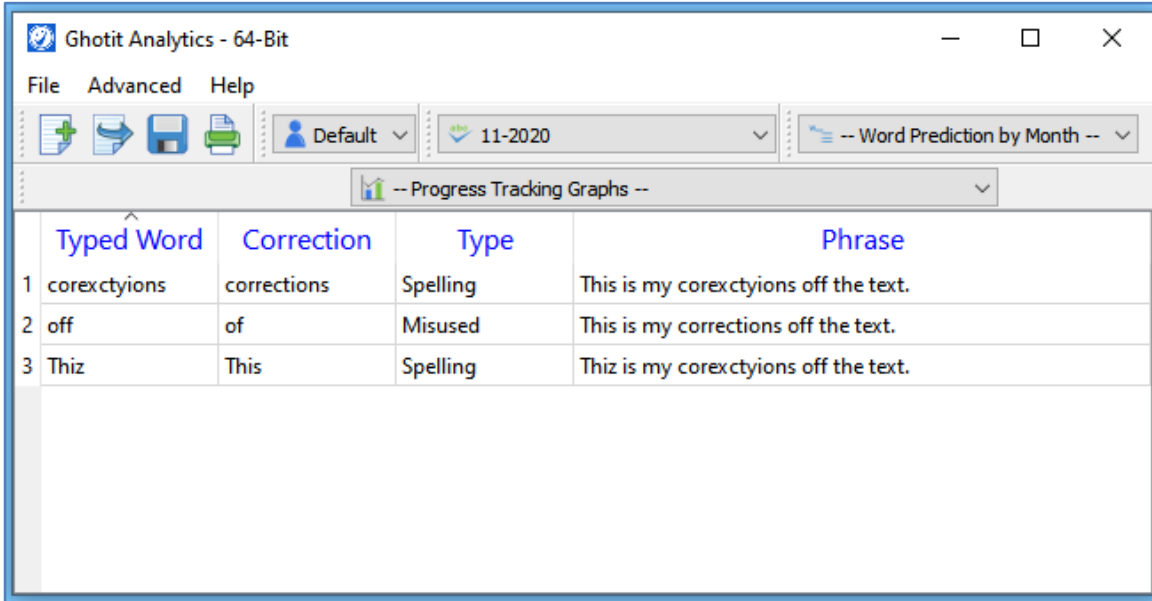 Ghotit Analytics - 64-Bit
File Advanced Help
Default 11-2020 -- Word Prediction by Month --
-- Progress Tracking Graphs --
Typed Word Correction Type Phrase
1 corexctyions corrections Spelling This is my corexctyions off the text.
2 off of Misused This is my corrections off the text.
3 Thiz This Spelling Thiz is my corexctyions off the text.